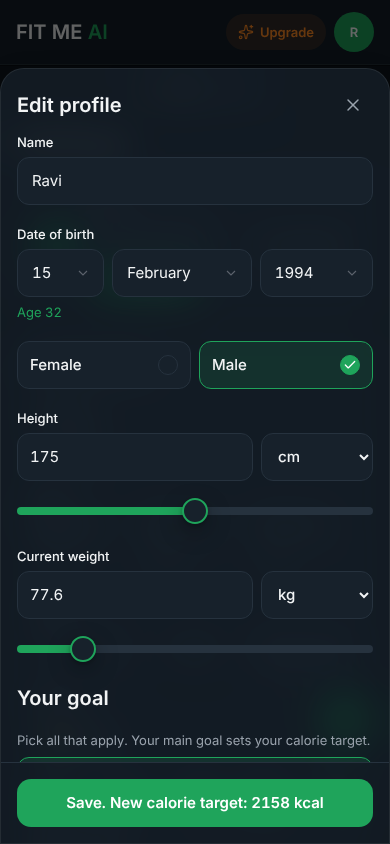 FIT ME AI
Upgrade
R
Edit profile
Name
Ravi
Date of birth
15 February 1994
Age 32
Female Male
Height
175 cm
Current weight
77.6 kg
Your goal
Pick all that apply. Your main goal sets your calorie target.
Save. New calorie target: 2158 kcal